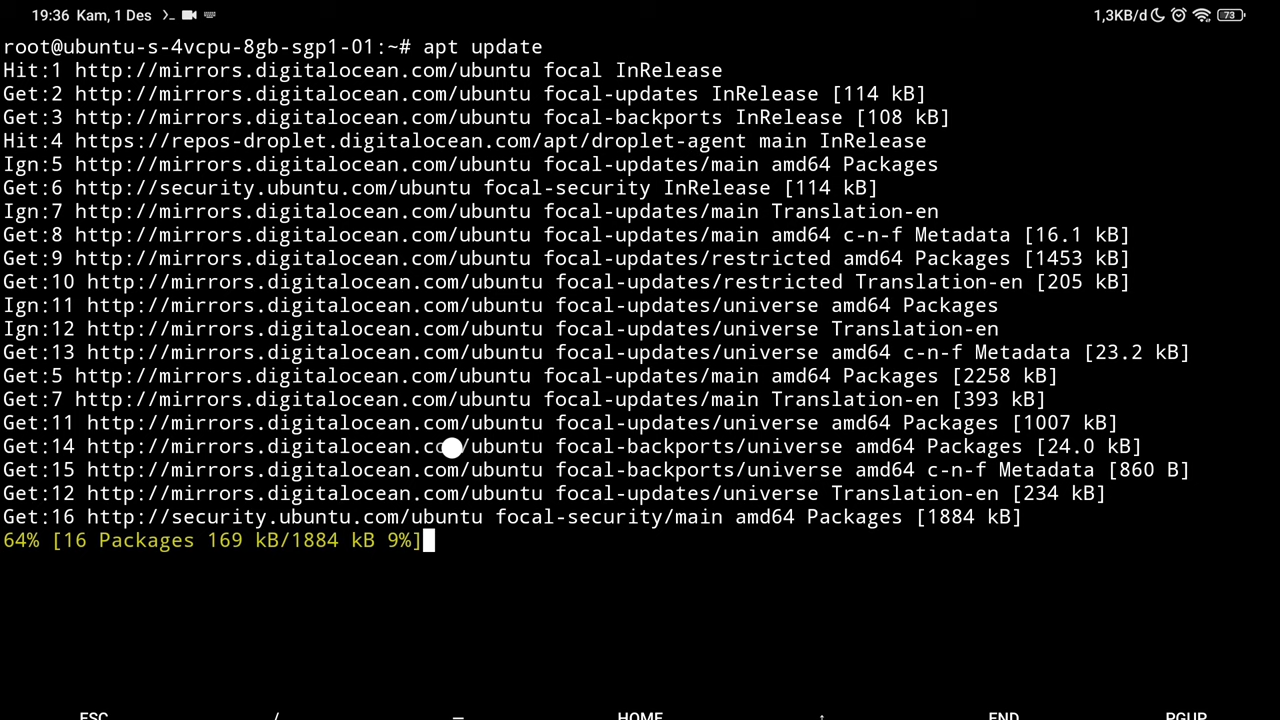 19:36 Kam, 1 Des
1,3KB/d 73
root@ubuntu-s-4vcpu-8gb-sgp1-01:~# apt update
Hit:1 http://mirrors.digitalocean.com/ubuntu focal InRelease
Get:2 http://mirrors.digitalocean.com/ubuntu focal-updates InRelease [114 kB]
Get:3 http://mirrors.digitalocean.com/ubuntu focal-backports InRelease [108 kB]
Hit:4 https://repos-droplet.digitalocean.com/apt/droplet-agent main InRelease
Ign:5 http://mirrors.digitalocean.com/ubuntu focal-updates/main amd64 Packages
Get:6 http://security.ubuntu.com/ubuntu focal-security InRelease [114 kB]
Ign:7 http://mirrors.digitalocean.com/ubuntu focal-updates/main Translation-en
Get:8 http://mirrors.digitalocean.com/ubuntu focal-updates/main amd64 c-n-f Metadata [16.1 kB]
Get:9 http://mirrors.digitalocean.com/ubuntu focal-updates/restricted amd64 Packages [1453 kB]
Get:10 http://mirrors.digitalocean.com/ubuntu focal-updates/restricted Translation-en [205 kB]
Ign:11 http://mirrors.digitalocean.com/ubuntu focal-updates/universe amd64 Packages
Ign:12 http://mirrors.digitalocean.com/ubuntu focal-updates/universe Translation-en
Get:13 http://mirrors.digitalocean.com/ubuntu focal-updates/universe amd64 c-n-f Metadata [23.2 kB]
Get:5 http://mirrors.digitalocean.com/ubuntu focal-updates/main amd64 Packages [2258 kB]
Get:7 http://mirrors.digitalocean.com/ubuntu focal-updates/main Translation-en [393 kB]
Get:11 http://mirrors.digitalocean.com/ubuntu focal-updates/universe amd64 Packages [1007 kB]
Get:14 http://mirrors.digitalocean.com/ubuntu focal-backports/universe amd64 Packages [24.0 kB]
Get:15 http://mirrors.digitalocean.com/ubuntu focal-backports/universe amd64 c-n-f Metadata [860 B]
Get:12 http://mirrors.digitalocean.com/ubuntu focal-updates/universe Translation-en [234 kB]
Get:16 http://security.ubuntu.com/ubuntu focal-security/main amd64 Packages [1884 kB]
64% [16 Packages 169 kB/1884 kB 9%]
ESC / — HOME ↑ END PGUP